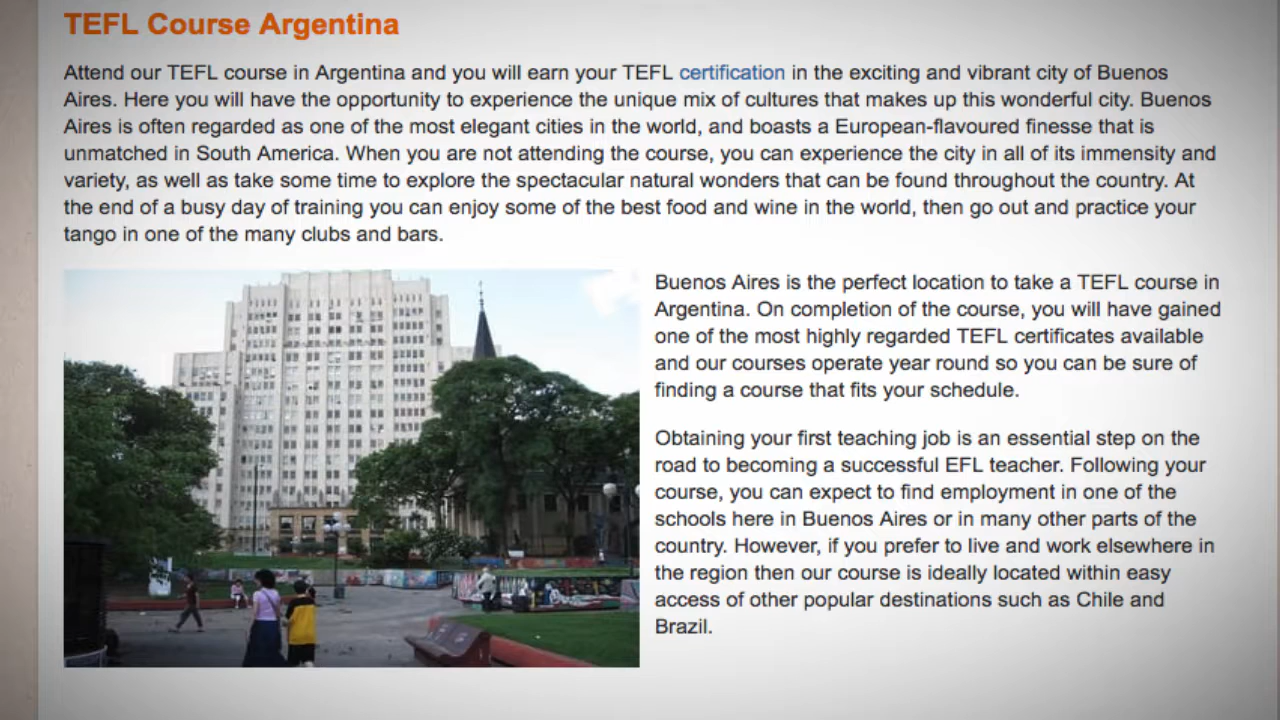 TEFL Course Argentina
Attend our TEFL course in Argentina and you will earn your TEFL certification in the exciting and vibrant city of Buenos
Aires. Here you will have the opportunity to experience the unique mix of cultures that makes up this wonderful city. Buenos
Aires is often regarded as one of the most elegant cities in the world, and boasts a European-flavoured finesse that is
unmatched in South America. When you are not attending the course, you can experience the city in all of its immensity and
variety, as well as take some time to explore the spectacular natural wonders that can be found throughout the country. At
the end of a busy day of training you can enjoy some of the best food and wine in the world, then go out and practice your
tango in one of the many clubs and bars.
Buenos Aires is the perfect location to take a TEFL course in
Argentina. On completion of the course, you will have gained
one of the most highly regarded TEFL certificates available
and our courses operate year round so you can be sure of
finding a course that fits your schedule.
Obtaining your first teaching job is an essential step on the
road to becoming a successful EFL teacher. Following your
course, you can expect to find employment in one of the
schools here in Buenos Aires or in many other parts of the
country. However, if you prefer to live and work elsewhere in
the region then our course is ideally located within easy
access of other popular destinations such as Chile and
Brazil.